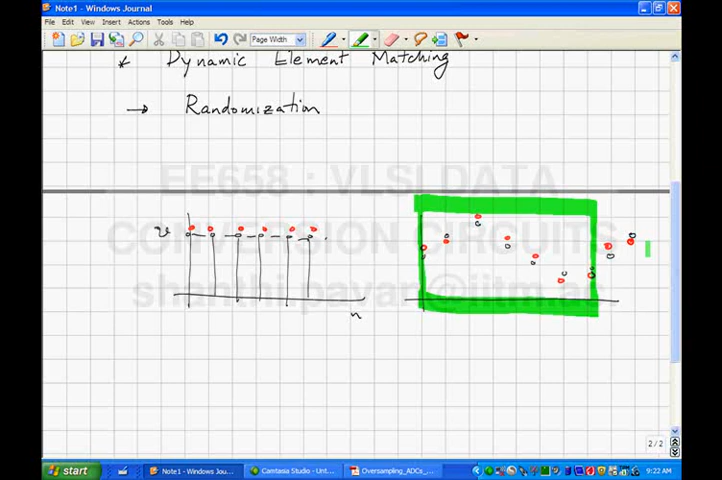 Note1 - Windows Journal
File Edit View Insert Actions Tools Help
Page Width
* Dynamic Element Matching
→ Randomization
EE658 : VLSI DATA
CONVERSION CIRCUITS
shanthi.pavan@iitm.ac
v
n
2 / 2
start Note1 - Windows Jou... Camtasia Studio - Unt... Oversampling_ADCs_... 9:22 AM